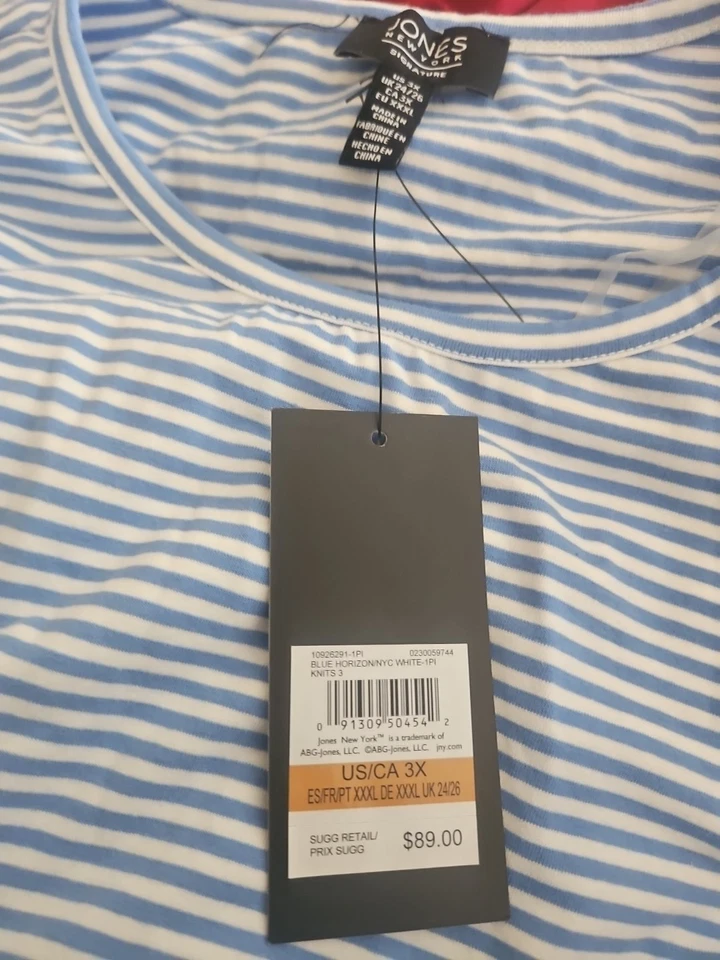 JONES
NEW YORK
SIGNATURE
US 3X
UK 24/26
CA 3X
EU XXXL
MADE IN
CHINA
FABRIQUÉ EN
CHINE
HECHO EN
CHINA
10926291-1PI 0230059744
BLUE HORIZON/NYC WHITE-1PI
KNITS 3
0 91309 50454 2
Jones New York™ is a trademark of
ABG-Jones, LLC. ©ABG-Jones, LLC. jny.com
US/CA 3X
ES/FR/PT XXXL DE XXXL UK 24/26
SUGG RETAIL/
PRIX SUGG $89.00